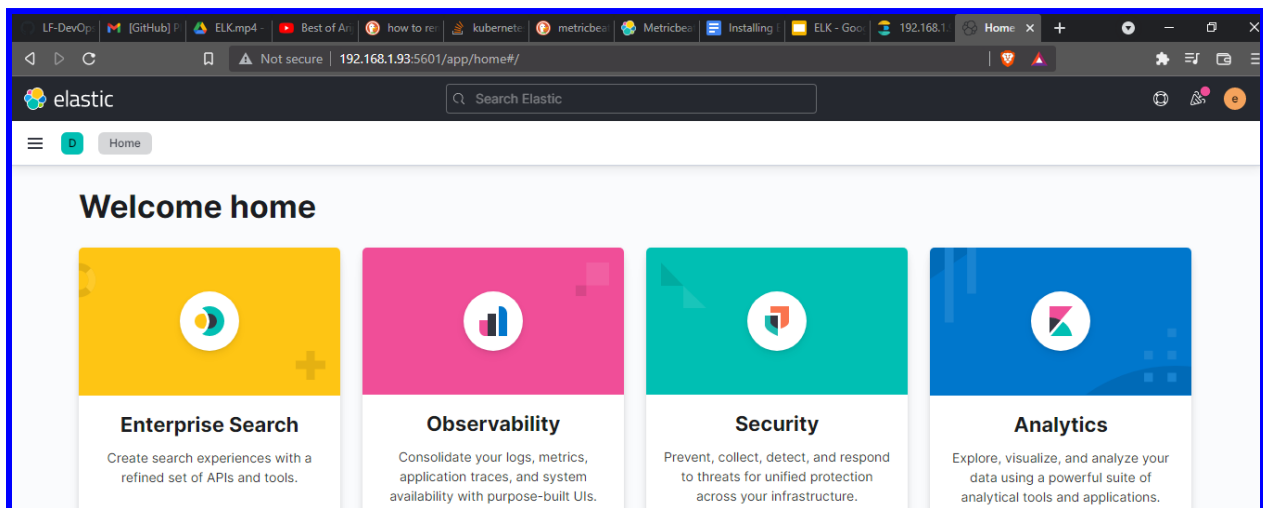 LF-DevOps
[GitHub] P
ELK.mp4 -
Best of An
how to re
kubernete
metricbea
Metricbea
Installing E
ELK - Goo
192.168.1.
Home
Not secure
192.168.1.93:5601/app/home#/
elastic
Search Elastic
e
D
Home
Welcome home
Enterprise Search
Create search experiences with a
refined set of APIs and tools.
Observability
Consolidate your logs, metrics,
application traces, and system
availability with purpose-built UIs.
Security
Prevent, collect, detect, and respond
to threats for unified protection
across your infrastructure.
Analytics
Explore, visualize, and analyze your
data using a powerful suite of
analytical tools and applications.